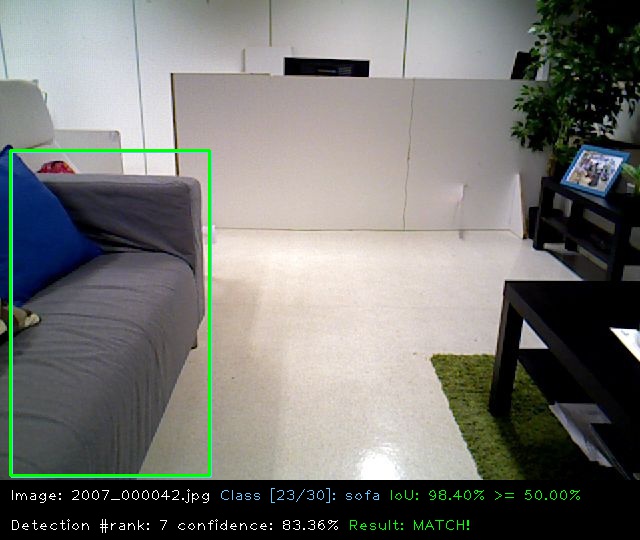 Image: 2007_000042.jpg Class [23/30]: sofa IoU: 98.40% >= 50.00%
Detection #rank: 7 confidence: 83.36% Result: MATCH!